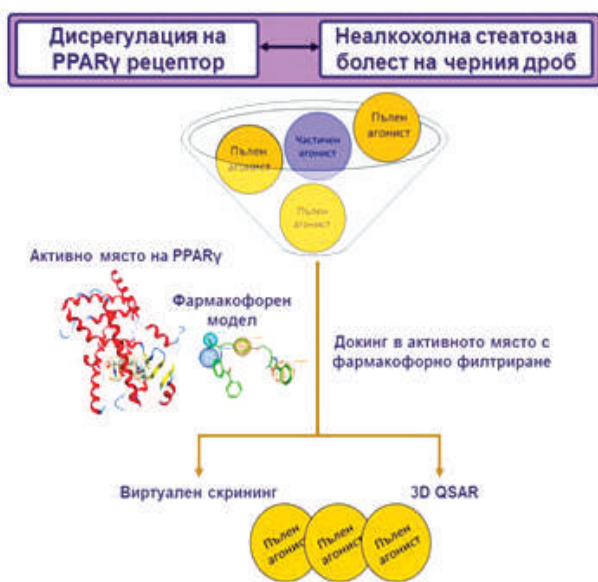 Дисрегулация на
PPARγ рецептор
Неалкохолна стеатозна
болест на черния дроб
Пълен
агонист
Частичен
агонист
Пълен
агонист
Пълен
агонист
Активно място на PPARγ
Фармакофорен
модел
Докинг в активното място с
фармакофорно филтриране
Виртуален скрининг
3D QSAR
Пълен
агонист
Пълен
агонист
Пълен
агонист